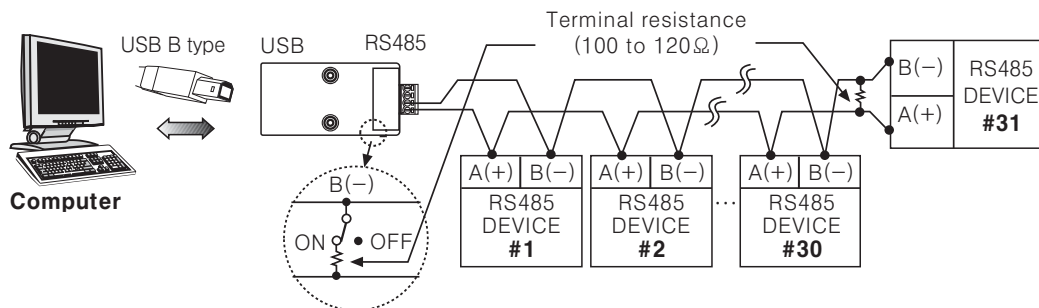 USB B type
USB
RS485
Terminal resistance
(100 to 120Ω)
Computer
B(−)
ON
OFF
A(+)
B(−)
RS485
DEVICE
#1
A(+)
B(−)
RS485
DEVICE
#2
...
A(+)
B(−)
RS485
DEVICE
#30
B(−)
A(+)
RS485
DEVICE
#31